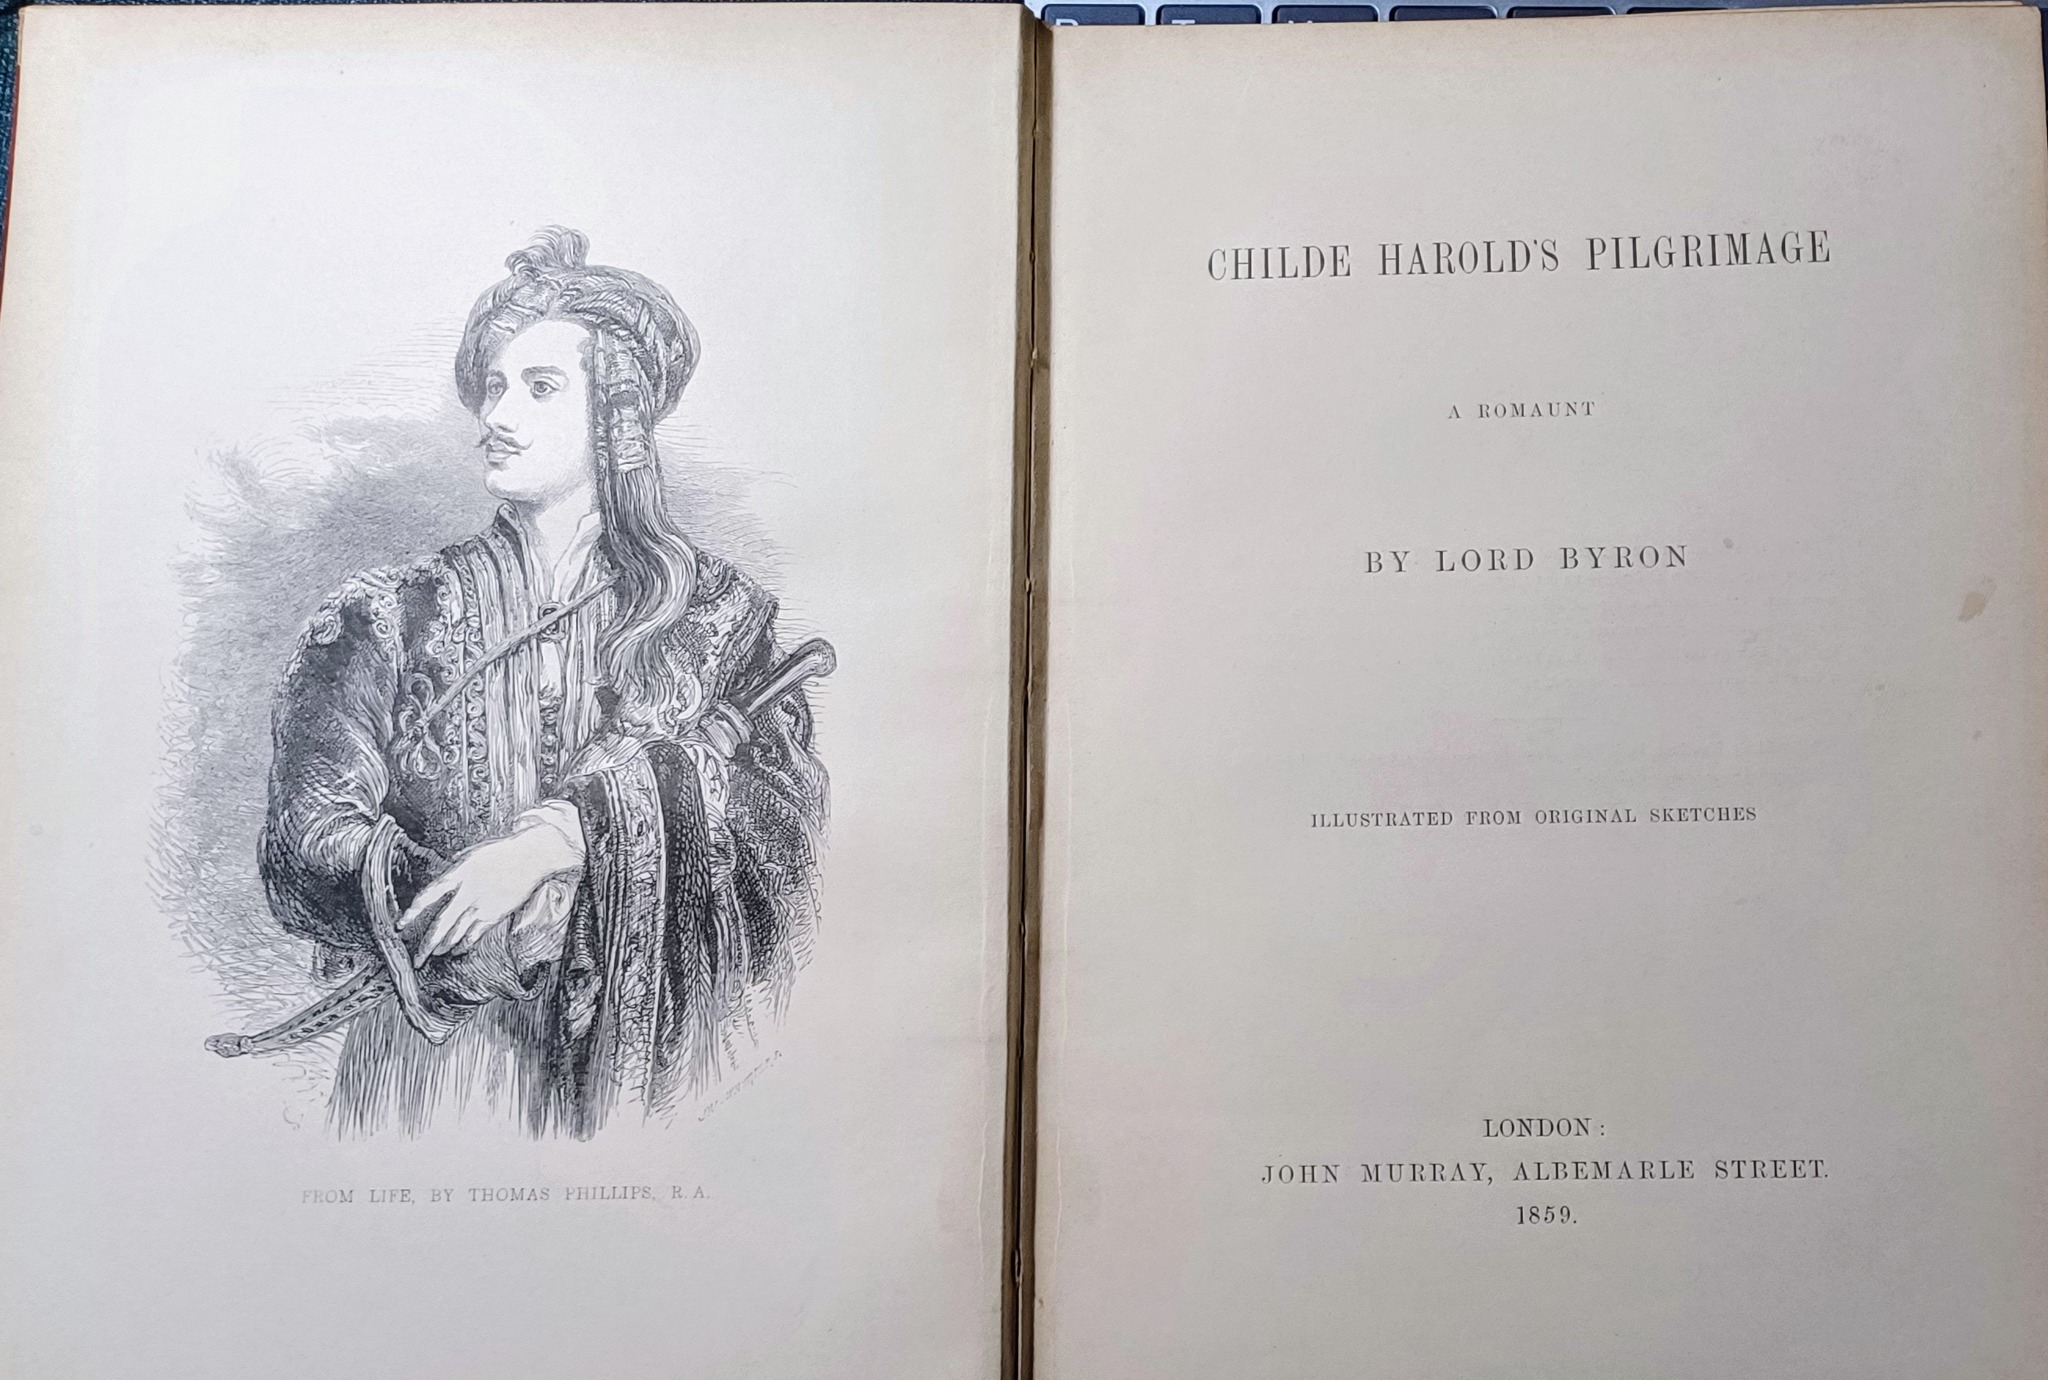 FROM LIFE, BY THOMAS PHILLIPS, R.A.
CHILDE HAROLD'S PILGRIMAGE
A ROMAUNT
BY LORD BYRON
ILLUSTRATED FROM ORIGINAL SKETCHES
LONDON:
JOHN MURRAY, ALBEMARLE STREET.
1859.